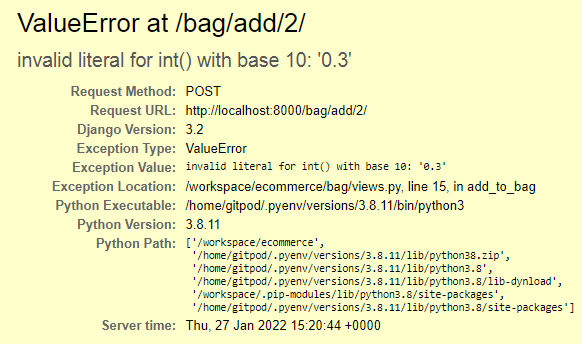 ValueError at /bag/add/2/
invalid literal for int() with base 10: '0.3'
Request Method: POST
Request URL: http://localhost:8000/bag/add/2/
Django Version: 3.2
Exception Type: ValueError
Exception Value: invalid literal for int() with base 10: '0.3'
Exception Location: /workspace/ecommerce/bag/views.py, line 15, in add_to_bag
Python Executable: /home/gitpod/.pyenv/versions/3.8.11/bin/python3
Python Version: 3.8.11
Python Path: ['/workspace/ecommerce',
'/home/gitpod/.pyenv/versions/3.8.11/lib/python38.zip',
'/home/gitpod/.pyenv/versions/3.8.11/lib/python3.8',
'/home/gitpod/.pyenv/versions/3.8.11/lib/python3.8/lib-dynload',
'/workspace/.pip-modules/lib/python3.8/site-packages',
'/home/gitpod/.pyenv/versions/3.8.11/lib/python3.8/site-packages']
Server time: Thu, 27 Jan 2022 15:20:44 +0000